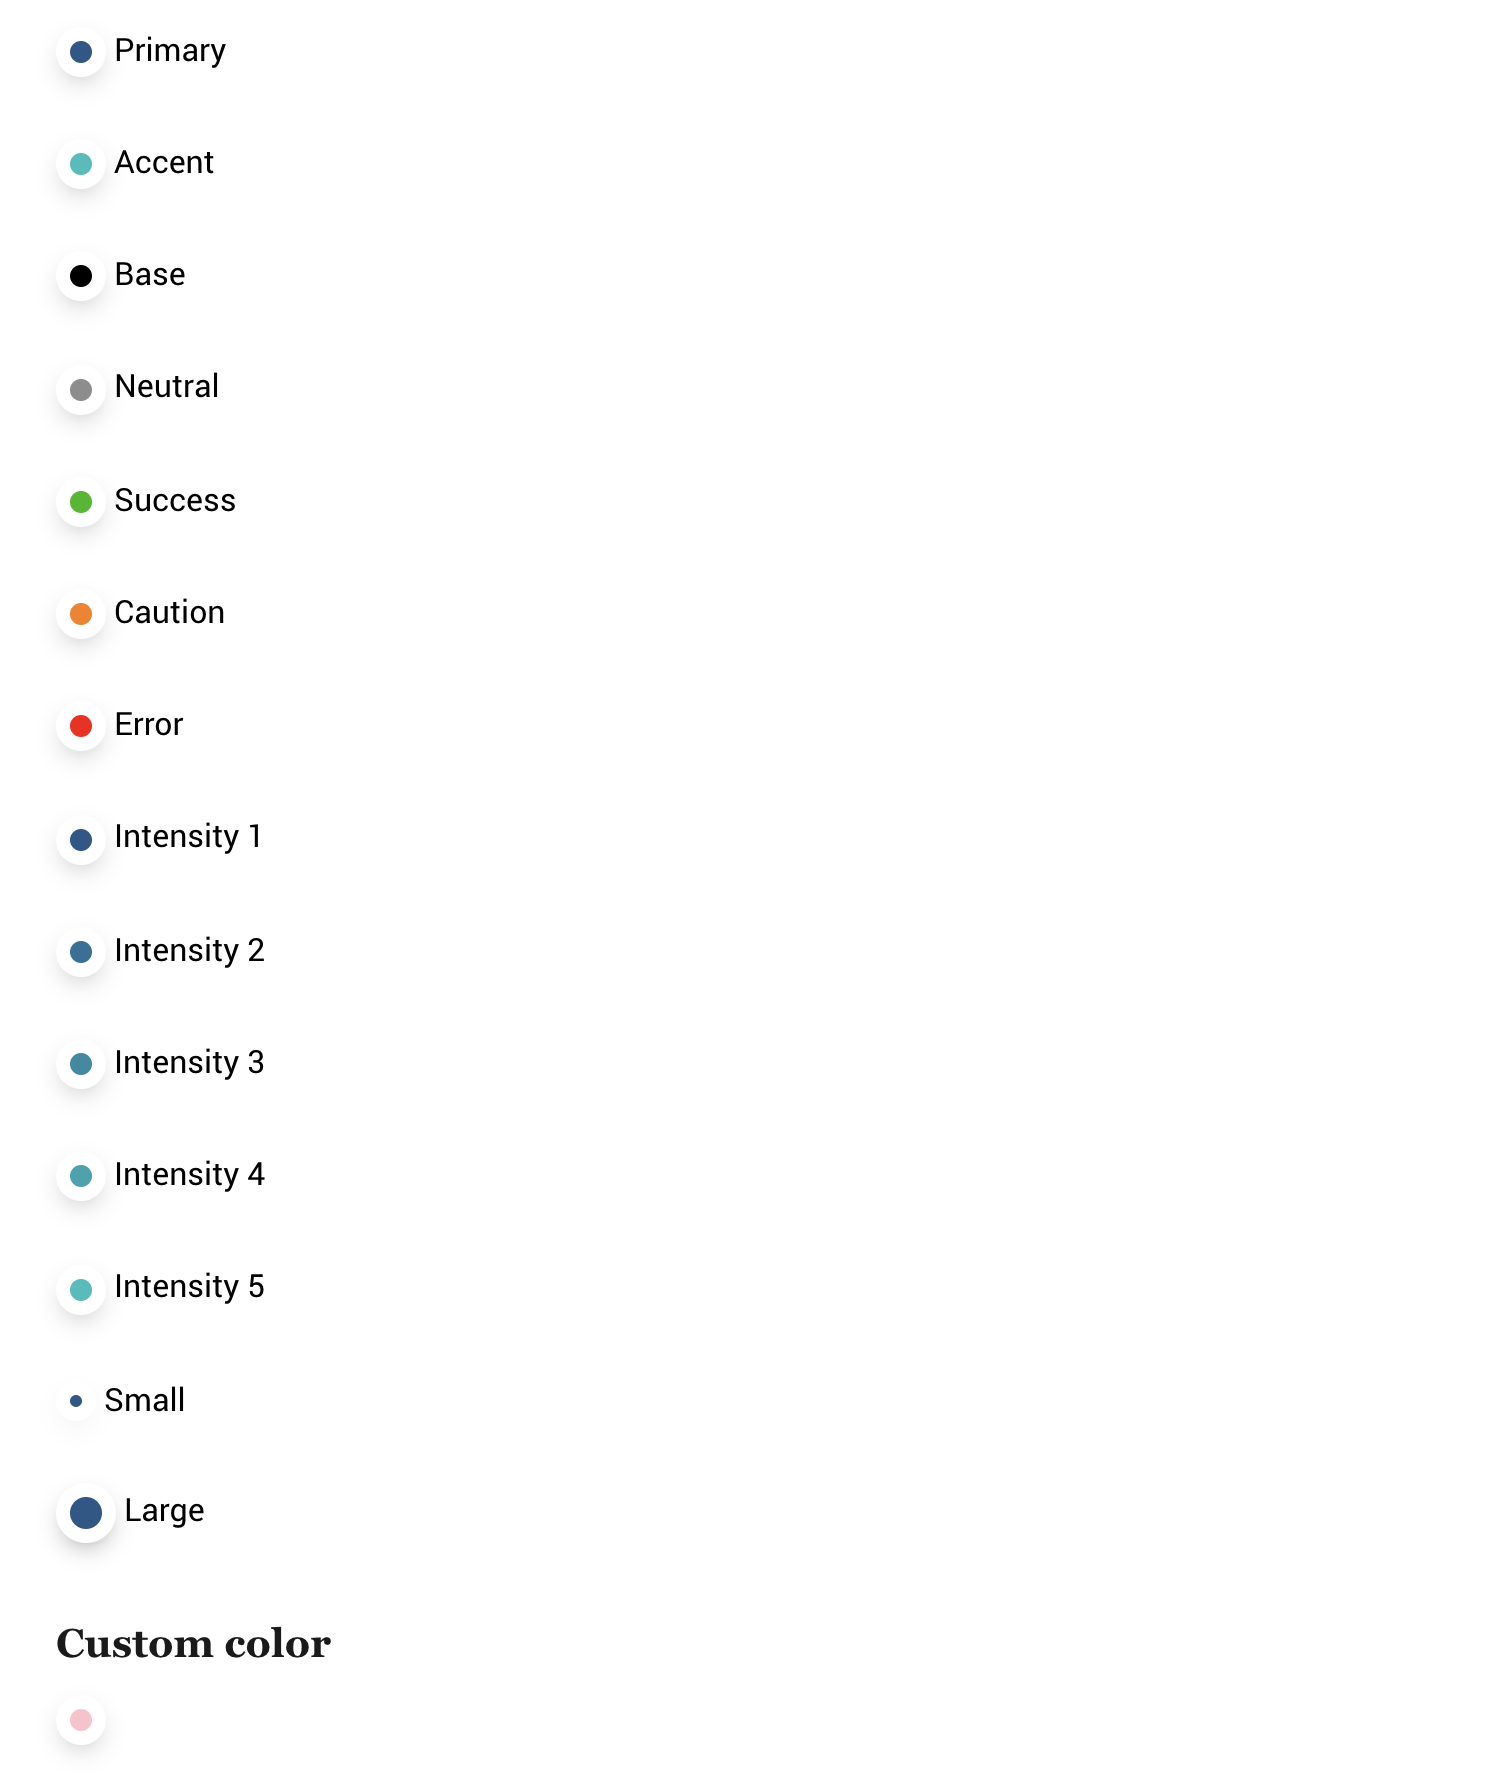 Primary
Accent
Base
Neutral
Success
Caution
Error
Intensity 1
Intensity 2
Intensity 3
Intensity 4
Intensity 5
Small
Large
Custom color